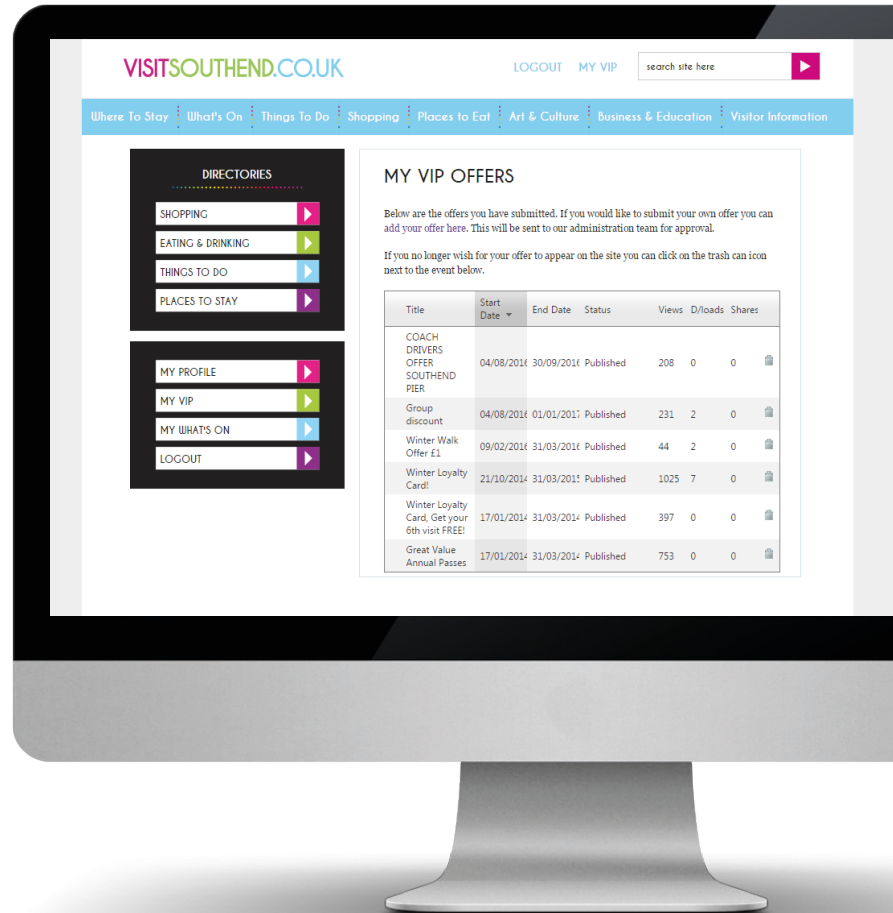 VISITSOUTHEND.CO.UK
LOGOUT MY VIP search site here
Where To Stay What's On Things To Do Shopping Places to Eat Art & Culture Business & Education Visitor Information
DIRECTORIES
SHOPPING
EATING & DRINKING
THINGS TO DO
PLACES TO STAY
MY PROFILE
MY VIP
MY WHAT'S ON
LOGOUT
MY VIP OFFERS
Below are the offers you have submitted. If you would like to submit your own offer you can
add your offer here. This will be sent to our administration team for approval.
If you no longer wish for your offer to appear on the site you can click on the trash can icon
next to the event below.
Title Start Date End Date Status Views D/loads Shares
COACH
DRIVERS
OFFER 04/08/2016 30/09/2016 Published 208 0 0
SOUTHEND
PIER
Group
discount 04/08/2016 01/01/2017 Published 231 2 0
Winter Walk
Offer £1 09/02/2016 31/03/2016 Published 44 2 0
Winter Loyalty
Card! 21/10/2014 31/03/2015 Published 1025 7 0
Winter Loyalty
Card, Get your 17/01/2014 31/03/2014 Published 397 0 0
6th visit FREE!
Great Value
Annual Passes 17/01/2014 31/03/2014 Published 753 0 0